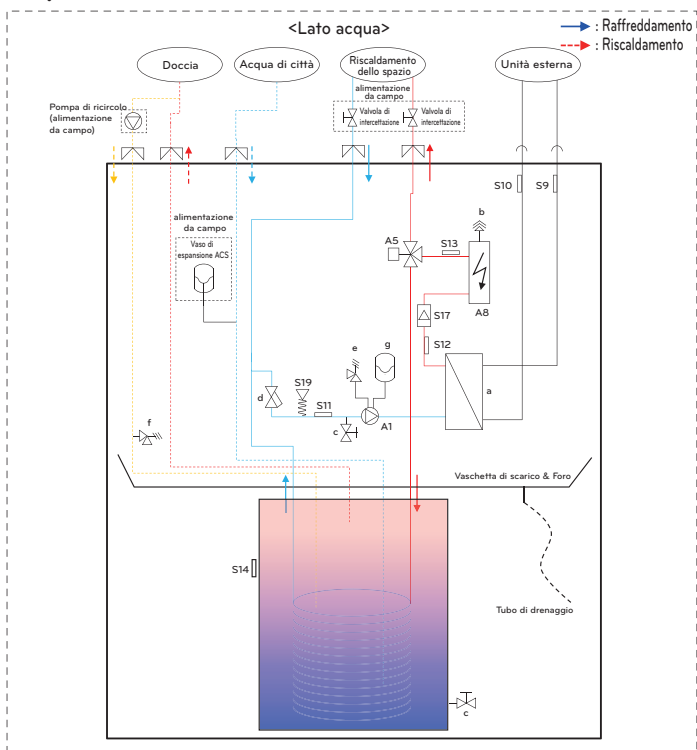 <Lato acqua>
: Raffreddamento
: Riscaldamento
Doccia
Acqua di città
Riscaldamento
dello spazio
Unità esterna
Pompa di ricircolo
(alimentazione
da campo)
alimentazione
da campo
Valvola di
intercettazione
Valvola di
intercettazione
S10
S9
alimentazione
da campo
Vaso di
espansione ACS
b
A5
S13
A8
S17
S12
e
g
S19
d
S11
c
A1
a
f
Vaschetta di scarico & Foro
S14
Tubo di drenaggio
c